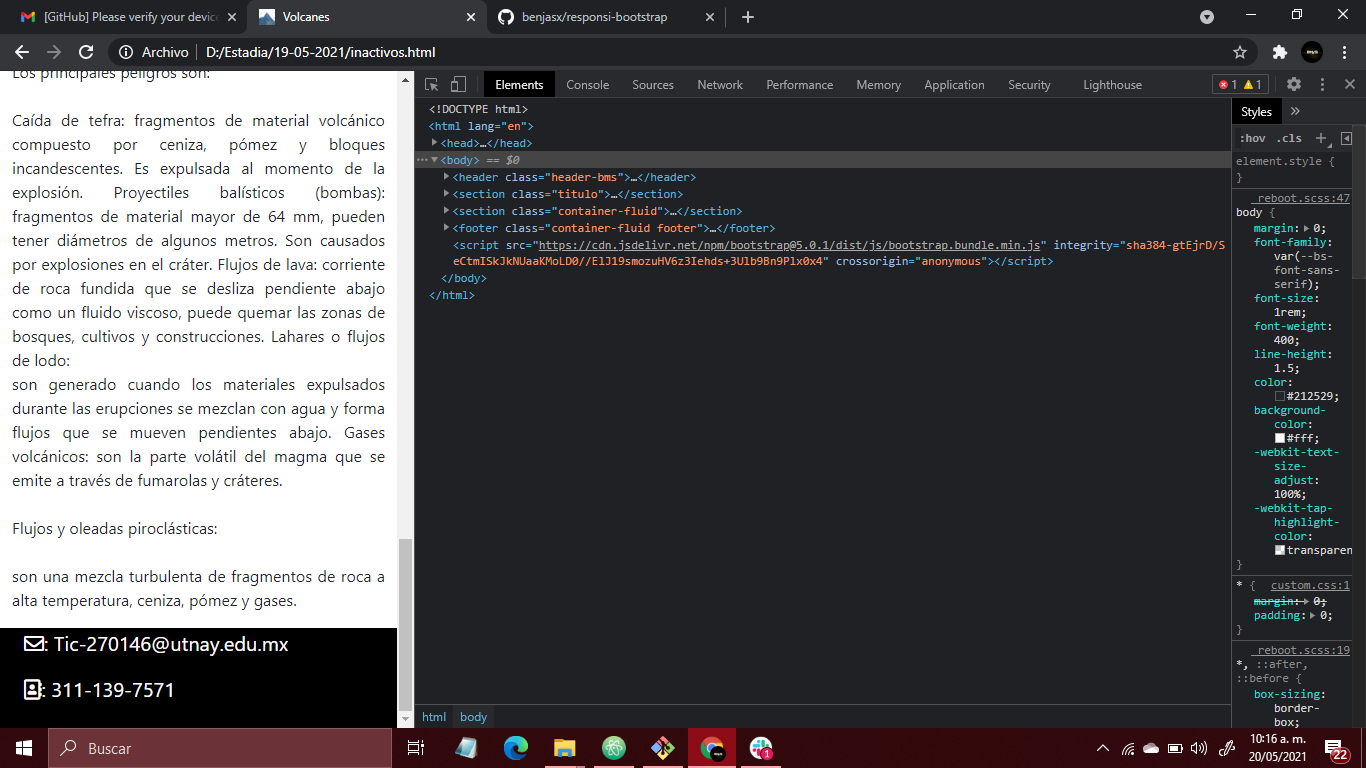 [GitHub] Please verify your device
Volcanes
benjasx/responsi-bootstrap
Archivo
D:/Estadia/19-05-2021/inactivos.html
Los principales peligros son:
Caída de tefra: fragmentos de material volcánico
compuesto por ceniza, pómez y bloques
incandescentes. Es expulsada al momento de la
explosión. Proyectiles balísticos (bombas):
fragmentos de material mayor de 64 mm, pueden
tener diámetros de algunos metros. Son causados
por explosiones en el cráter. Flujos de lava: corriente
de roca fundida que se desliza pendiente abajo
como un fluido viscoso, puede quemar las zonas de
bosques, cultivos y construcciones. Lahares o flujos
de lodo:
son generado cuando los materiales expulsados
durante las erupciones se mezclan con agua y forma
flujos que se mueven pendientes abajo. Gases
volcánicos: son la parte volátil del magma que se
emite a través de fumarolas y cráteres.
Flujos y oleadas piroclásticas:
son una mezcla turbulenta de fragmentos de roca a
alta temperatura, ceniza, pómez y gases.
: Tic-270146@utnay.edu.mx
: 311-139-7571
Elements Console Sources Network Performance Memory Application Security Lighthouse 1 1
<!DOCTYPE html>
<html lang="en">
<head>…</head>
<body> == $0
<header class="header-bms">…</header>
<section class="titulo">…</section>
<section class="container-fluid">…</section>
<footer class="container-fluid footer">…</footer>
<script src="https://cdn.jsdelivr.net/npm/bootstrap@5.0.1/dist/js/bootstrap.bundle.min.js" integrity="sha384-gtEjrD/S
eCtmISkJkNUaaKMoLD0//ElJ19smozuHV6z3Iehds+3Ulb9Bn9Plx0x4" crossorigin="anonymous"></script>
</body>
</html>
html body
Styles »
:hov .cls +
element.style {
}
_reboot.scss:47
body {
margin: 0;
font-family:
var(--bs-
font-sans-
serif);
font-size:
1rem;
font-weight:
400;
line-height:
1.5;
color:
#212529;
background-
color:
#fff;
-webkit-text-
size-
adjust:
100%;
-webkit-tap-
highlight-
color:
transparen
}
* { custom.css:1
margin: 0;
padding: 0;
}
_reboot.scss:19
*, ::after,
::before {
box-sizing:
border-
box;
Buscar
1
10:16 a. m.
20/05/2021
22